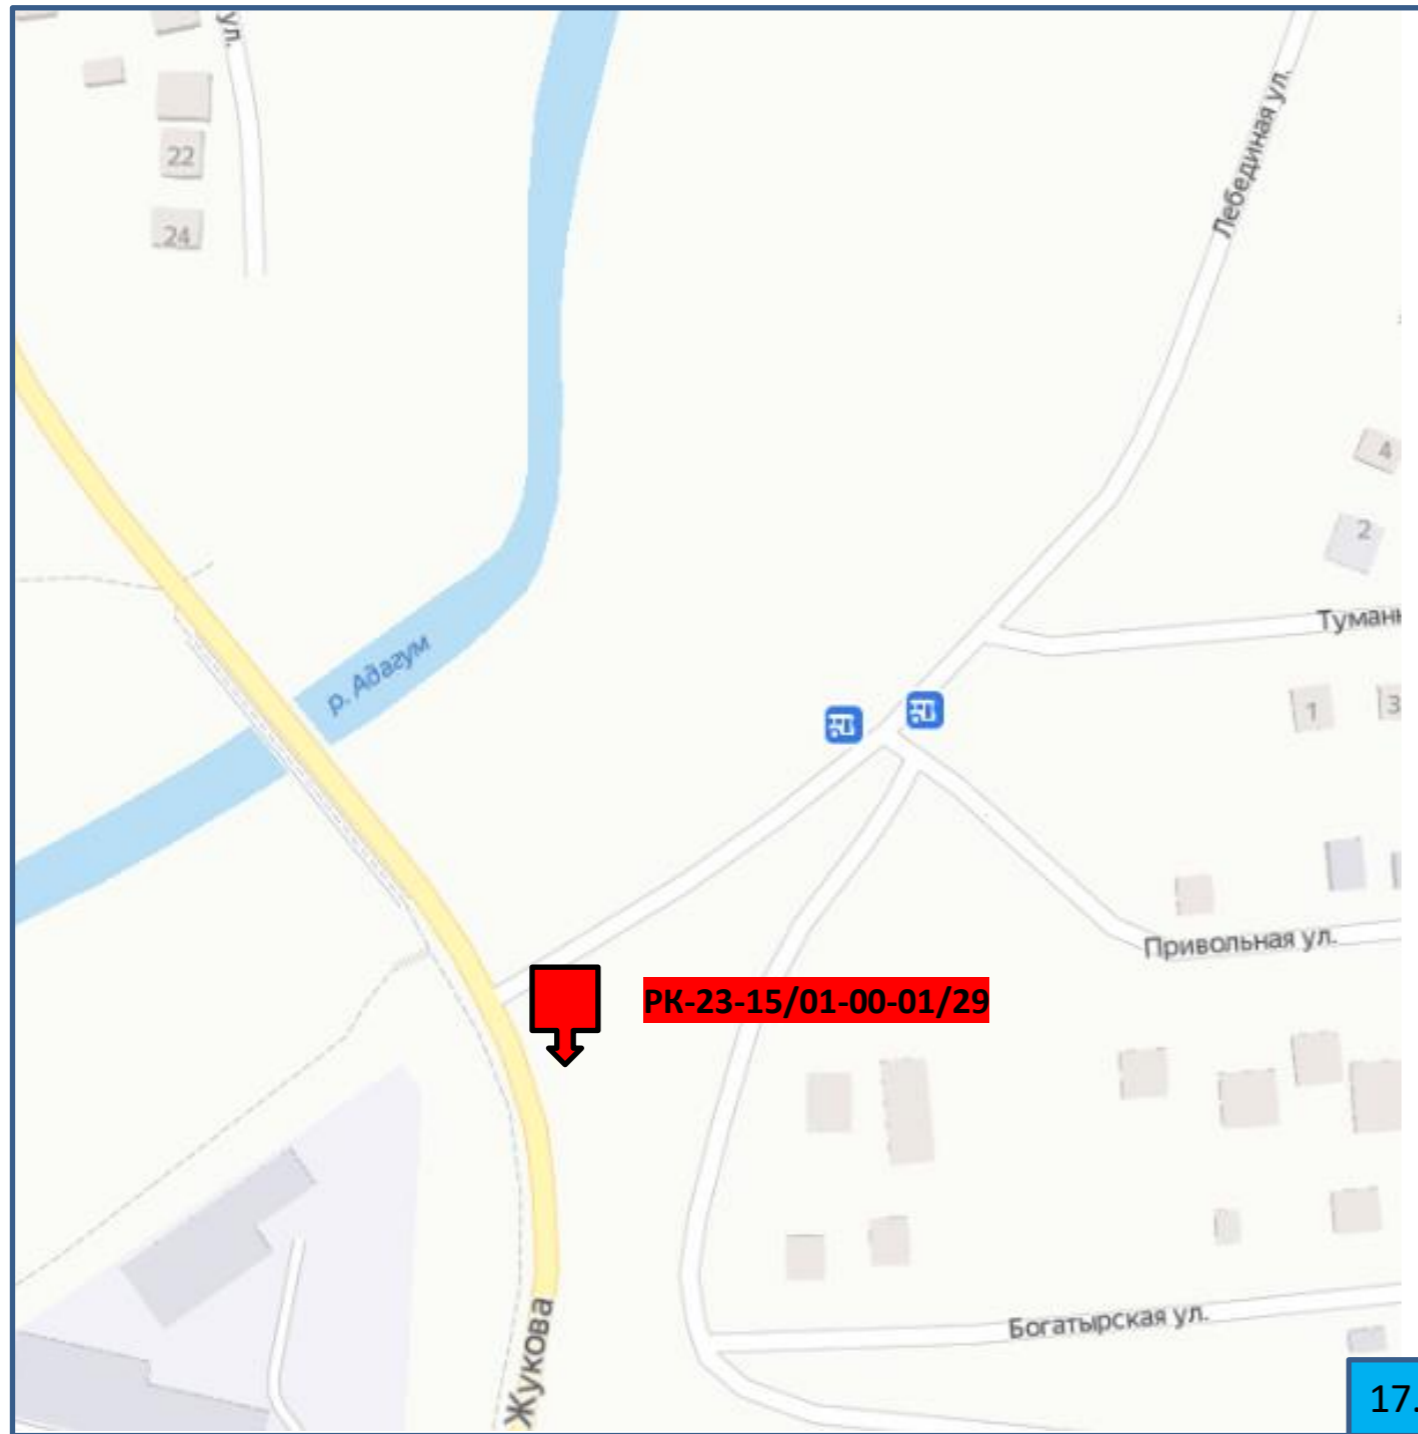 ул.
22
24
Лебединая ул.
4
2
Туманн
р. Адагум
1
3
Привольная ул.
РК-23-15/01-00-01/29
Богатырская ул.
Жукова
17.